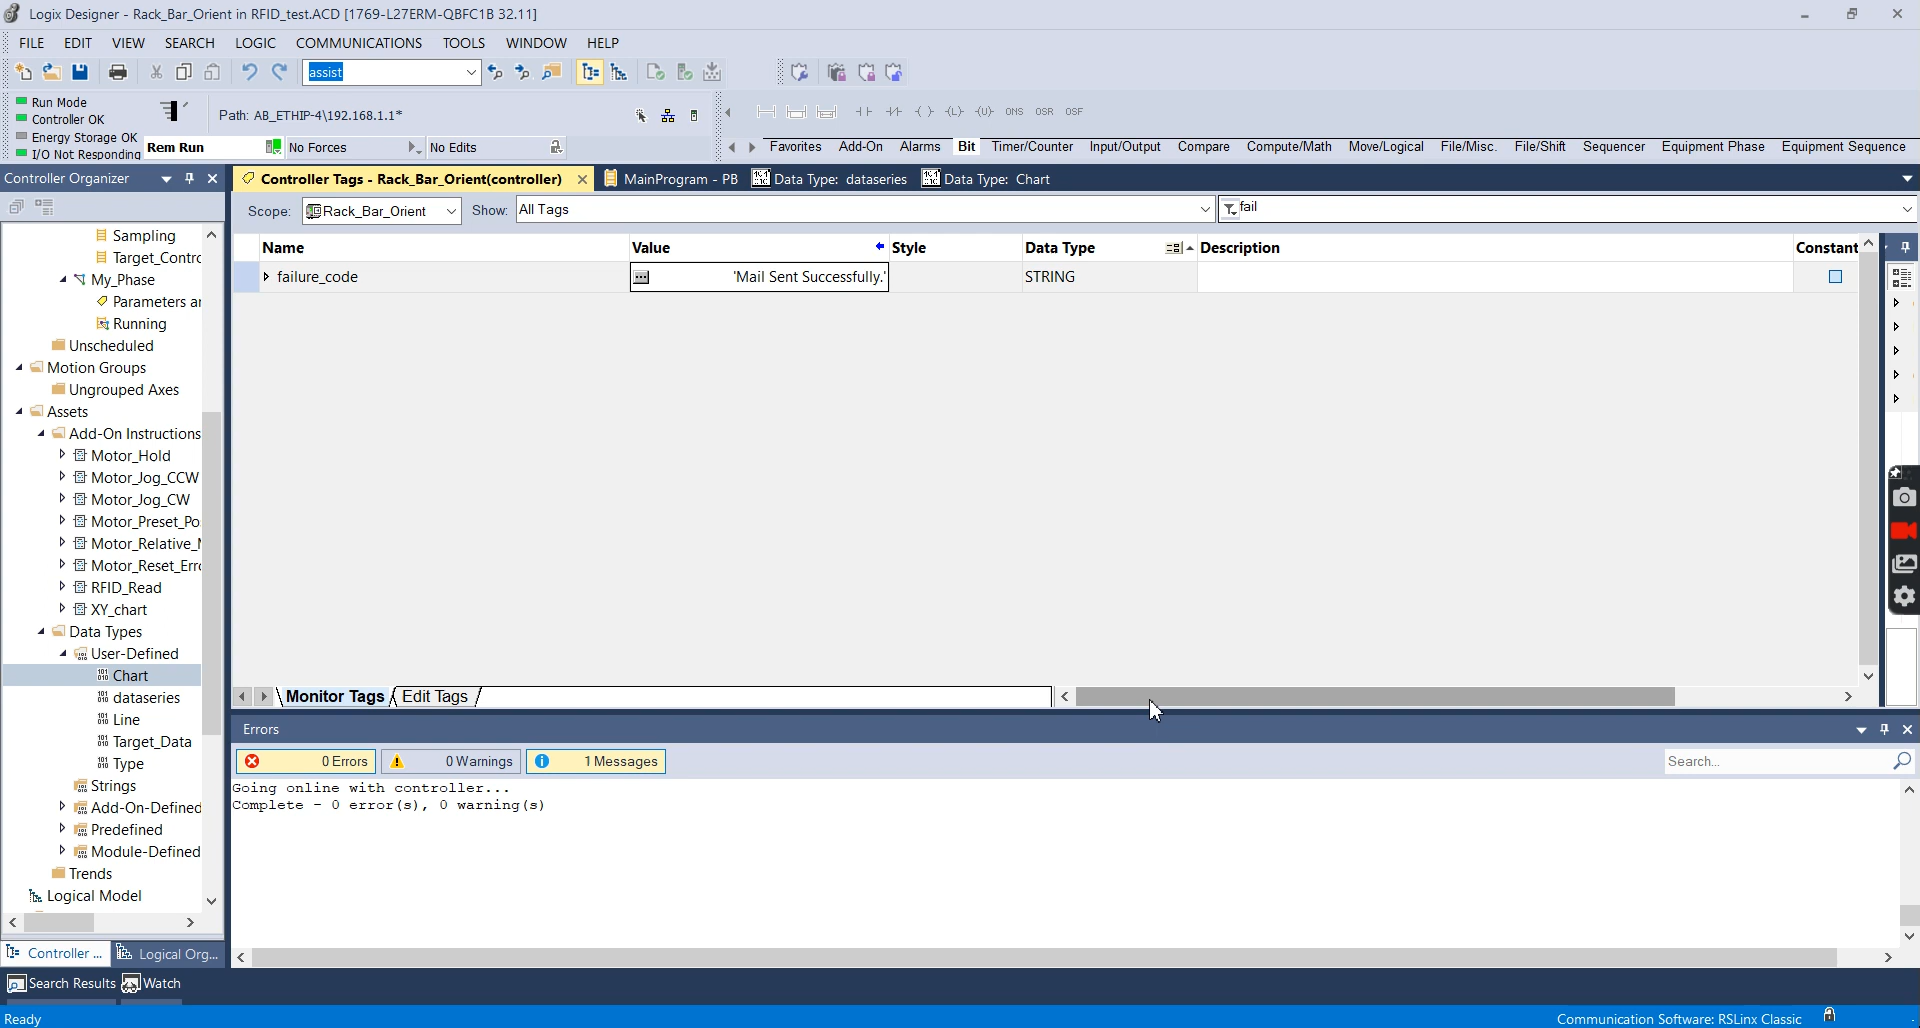 Logix Designer - Rack_Bar_Orient in RFID_test.ACD [1769-L27ERM-QBFC1B 32.11]
FILE EDIT VIEW SEARCH LOGIC COMMUNICATIONS TOOLS WINDOW HELP
assist
Run Mode
Controller OK
Energy Storage OK
I/O Not Responding
Path: AB_ETHIP-4\192.168.1.1*
Rem Run No Forces No Edits
ONS OSR OSF
Favorites Add-On Alarms Bit Timer/Counter Input/Output Compare Compute/Math Move/Logical File/Misc. File/Shift Sequencer Equipment Phase Equipment Sequence
Controller Organizer
Controller Tags - Rack_Bar_Orient(controller) MainProgram - PB Data Type: dataseries Data Type: Chart
Scope: Rack_Bar_Orient Show: All Tags fail
Name Value Style Data Type Description Constant
failure_code 'Mail Sent Successfully.' STRING
Sampling
Target_Contro
My_Phase
Parameters an
Running
Unscheduled
Motion Groups
Ungrouped Axes
Assets
Add-On Instructions
Motor_Hold
Motor_Jog_CCW
Motor_Jog_CW
Motor_Preset_Po
Motor_Relative_
Motor_Reset_Err
RFID_Read
XY_chart
Data Types
User-Defined
Chart
dataseries
Line
Target_Data
Type
Strings
Add-On-Defined
Predefined
Module-Defined
Trends
Logical Model
Controller ... Logical Org...
Monitor Tags Edit Tags
Errors
0 Errors 0 Warnings 1 Messages Search...
Going online with controller...
Complete - 0 error(s), 0 warning(s)
Search Results Watch
Ready Communication Software: RSLinx Classic